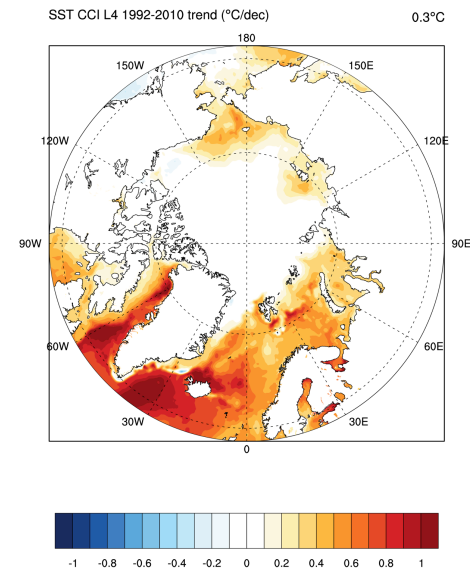 SST CCI L4 1992-2010 trend (°C/dec) 0.3°C
180
150W 150E
120W 120E
90W 90E
60W 60E
30W 30E
0
-1 -0.8 -0.6 -0.4 -0.2 0 0.2 0.4 0.6 0.8 1